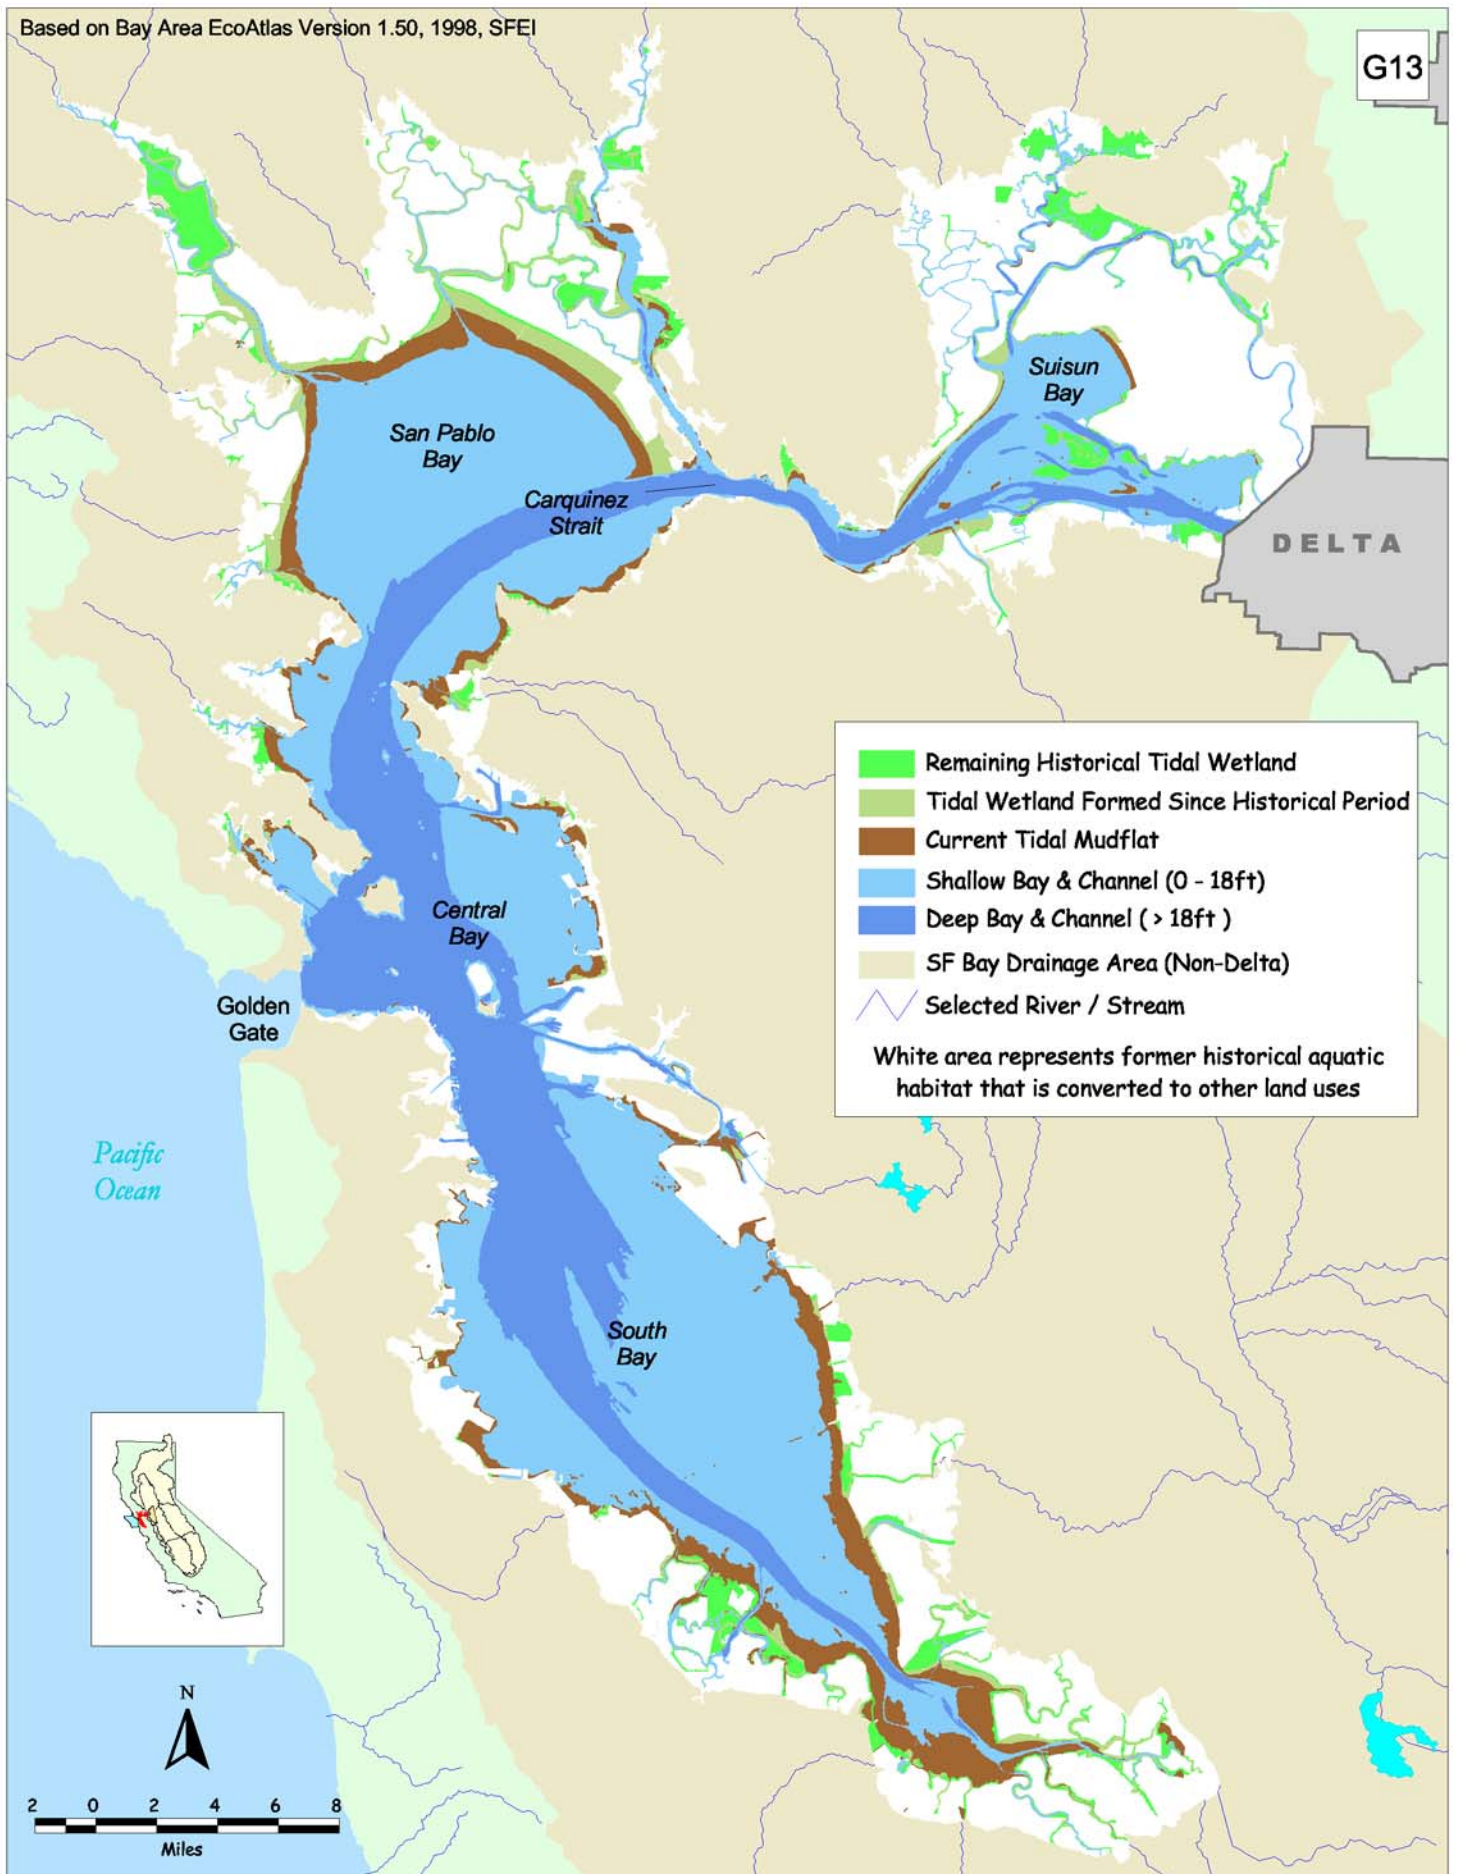 Based on Bay Area EcoAtlas Version 1.50, 1998, SFEI
G13
Suisun
Bay
San Pablo
Bay
Carquinez
Strait
DELTA
Remaining Historical Tidal Wetland
Tidal Wetland Formed Since Historical Period
Current Tidal Mudflat
Shallow Bay & Channel (0 - 18ft)
Deep Bay & Channel ( > 18ft )
SF Bay Drainage Area (Non-Delta)
Selected River / Stream
White area represents former historical aquatic
habitat that is converted to other land uses
Central
Bay
Golden
Gate
Pacific
Ocean
South
Bay
N
2 0 2 4 6 8
Miles